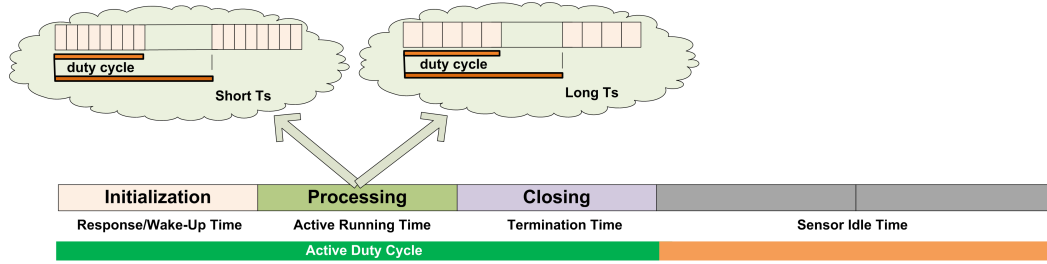 duty cycle
Short Ts
duty cycle
Long Ts
Initialization
Processing
Closing
Response/Wake-Up Time
Active Running Time
Termination Time
Sensor Idle Time
Active Duty Cycle